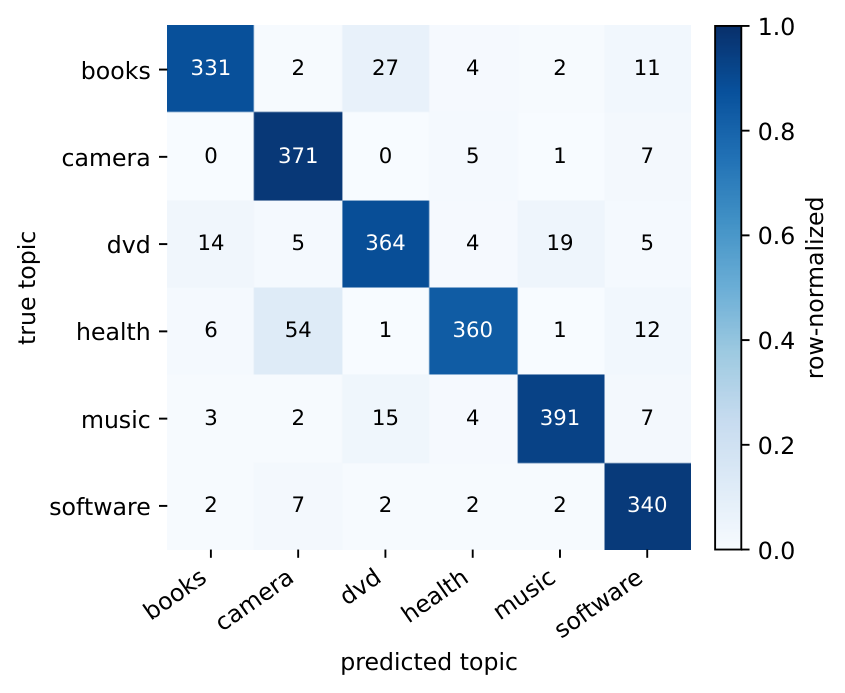 books 331 2 27 4 2 11
camera 0 371 0 5 1 7
dvd 14 5 364 4 19 5
health 6 54 1 360 1 12
music 3 2 15 4 391 7
software 2 7 2 2 2 340
books camera dvd health music software
predicted topic
true topic
1.0
0.8
0.6
0.4
0.2
0.0
row-normalized